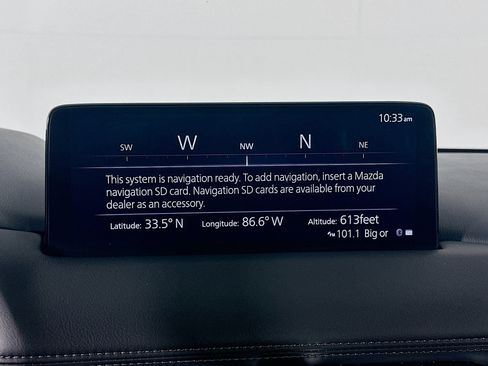 10:33am
SW W NW N NE
This system is navigation ready. To add navigation, insert a Mazda
navigation SD card. Navigation SD cards are available from your
dealer as an accessory.
Latitude: 33.5° N Longitude: 86.6° W Altitude: 613feet
101.1 Big or